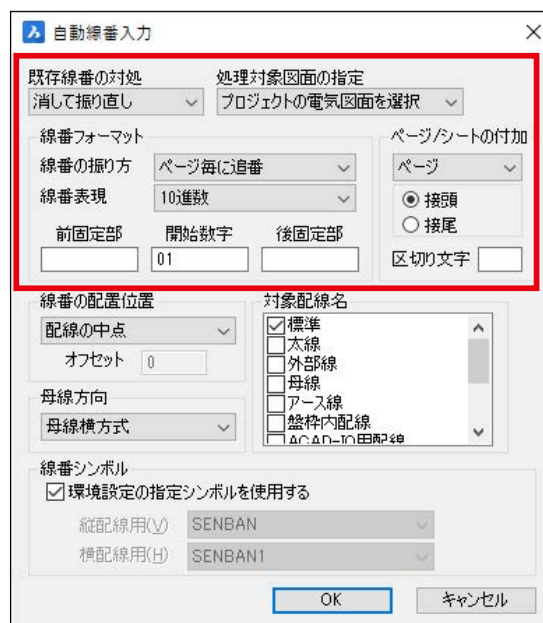 自動線番入力
既存線番の対処 処理対象図面の指定
消して振り直し プロジェクトの電気図面を選択
線番フォーマット ページ/シートの付加
線番の振り方 ページ毎に追番 ページ
線番表現 10進数 接頭
接尾
前固定部 開始数字 後固定部
01 区切り文字
線番の配置位置 対象配線名
配線の中点 標準
太線
オフセット 0 外部線
母線
母線方向 アース線
母線横方式 盤枠内配線
ACAD-IO用配線
線番シンボル
環境設定の指定シンボルを使用する
縦配線用(V) SENBAN
横配線用(H) SENBAN1
OK キャンセル